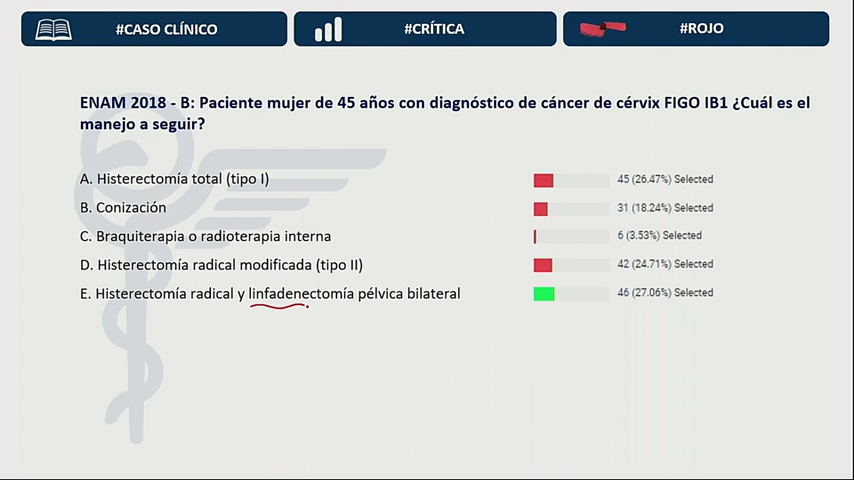 #CASO CLÍNICO
#CRÍTICA
#ROJO
ENAM 2018 - B: Paciente mujer de 45 años con diagnóstico de cáncer de cérvix FIGO IB1 ¿Cuál es el
manejo a seguir?
A. Histerectomía total (tipo I) 45 (26.47%) Selected
B. Conización 31 (18.24%) Selected
C. Braquiterapia o radioterapia interna 6 (3.53%) Selected
D. Histerectomía radical modificada (tipo II) 42 (24.71%) Selected
E. Histerectomía radical y linfadenectomía pélvica bilateral 46 (27.06%) Selected